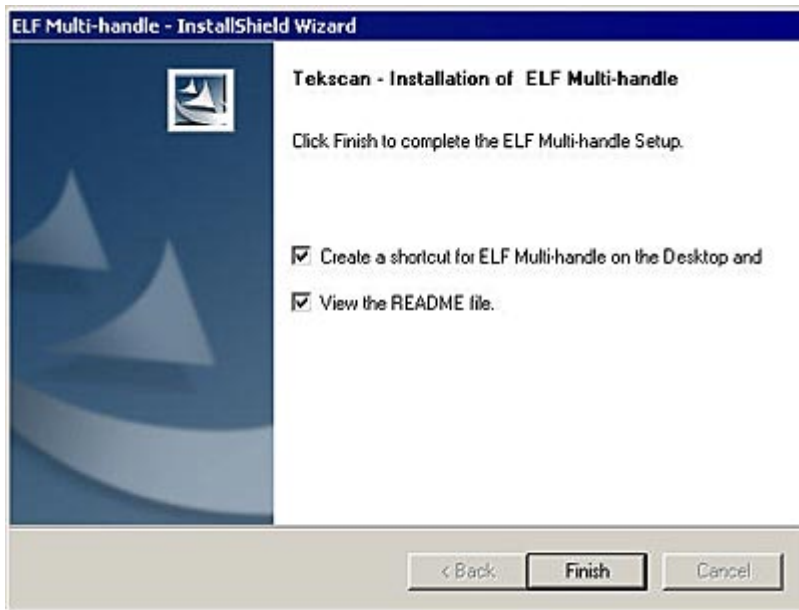 ELF Multi-handle - InstallShield Wizard
Tekscan - Installation of ELF Multi-handle
Click Finish to complete the ELF Multi-handle Setup.
Create a shortcut for ELF Multi-handle on the Desktop and
View the README file.
< Back Finish Cancel